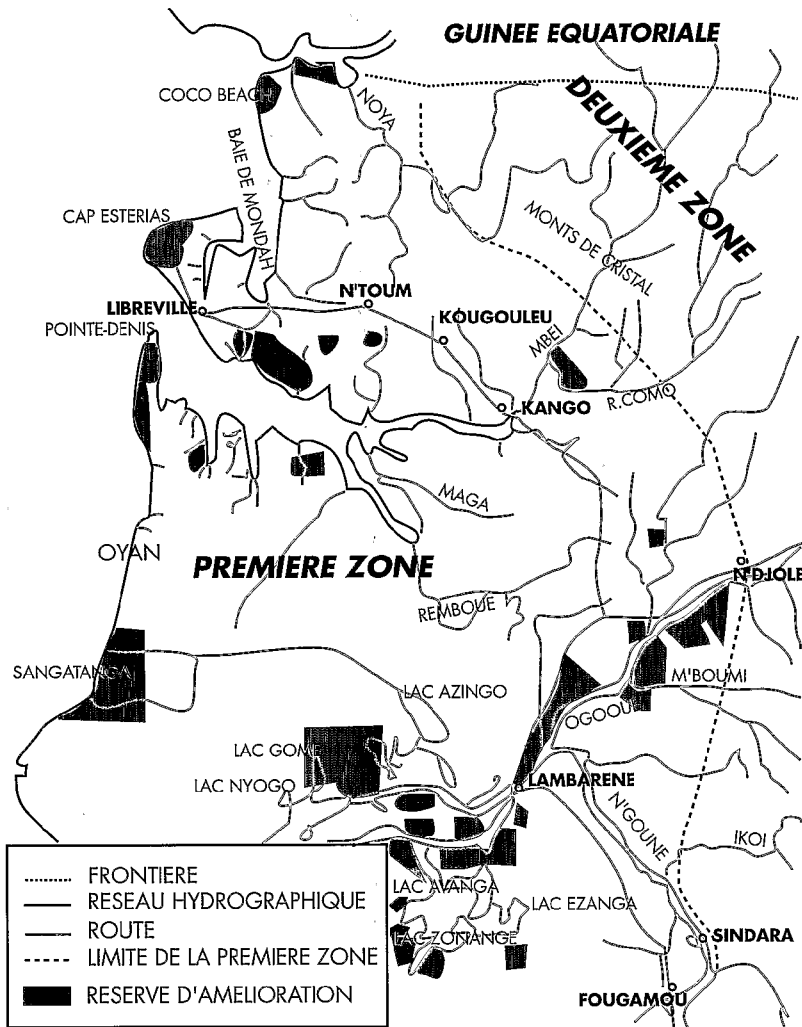 GUINEE EQUATORIALE
COCO BEACH
NOYA
DEUXIEME ZONE
BAIE DE MONDAH
CAP ESTERIAS
MONTS DE CRISTAL
N'TOUM
LIBREVILLE
KOUGOULEU
POINTE-DENIS
MBEI
KANGO
R.COMO
MAGA
OYAN
PREMIERE ZONE
N'DJOLE
REMBOUE
SANGATANGA
M'BOUMI
LAC AZINGO
OGOOU
LAC GOME
LAC NYOGO
LAMBARENE
N'GOUNE
IKOI
LAC AVANGA
LAC EZANGA
LAC ZONANGE
SINDARA
FOUGAMOU
FRONTIERE
RESEAU HYDROGRAPHIQUE
ROUTE
LIMITE DE LA PREMIERE ZONE
RESERVE D'AMELIORATION